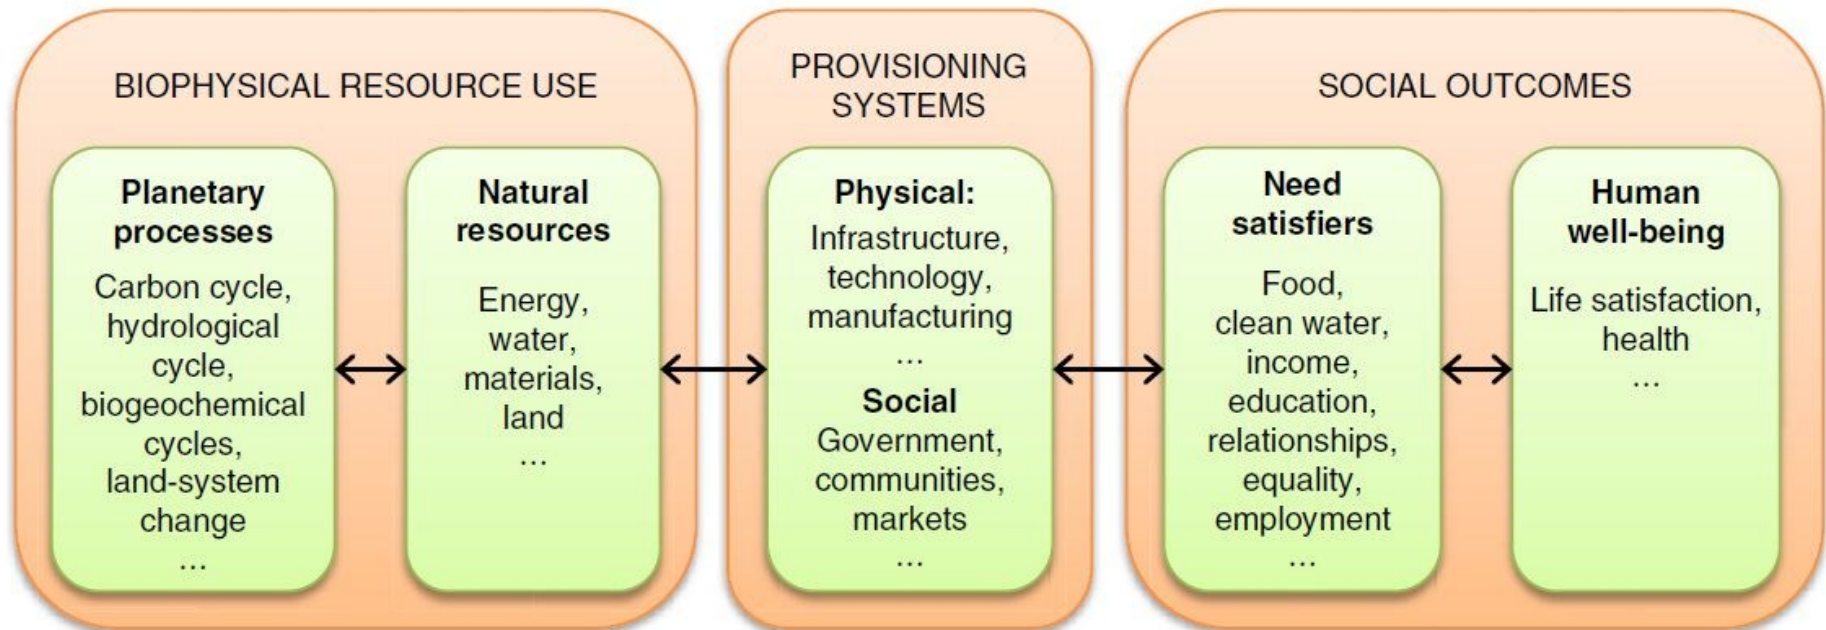 BIOPHYSICAL RESOURCE USE
Planetary
processes
Carbon cycle,
hydrological
cycle,
biogeochemical
cycles,
land-system
change
...
Natural
resources
Energy,
water,
materials,
land
...
PROVISIONING
SYSTEMS
Physical:
Infrastructure,
technology,
manufacturing
...
Social
Government,
communities,
markets
...
SOCIAL OUTCOMES
Need
satisfiers
Food,
clean water,
income,
education,
relationships,
equality,
employment
...
Human
well-being
Life satisfaction,
health
...